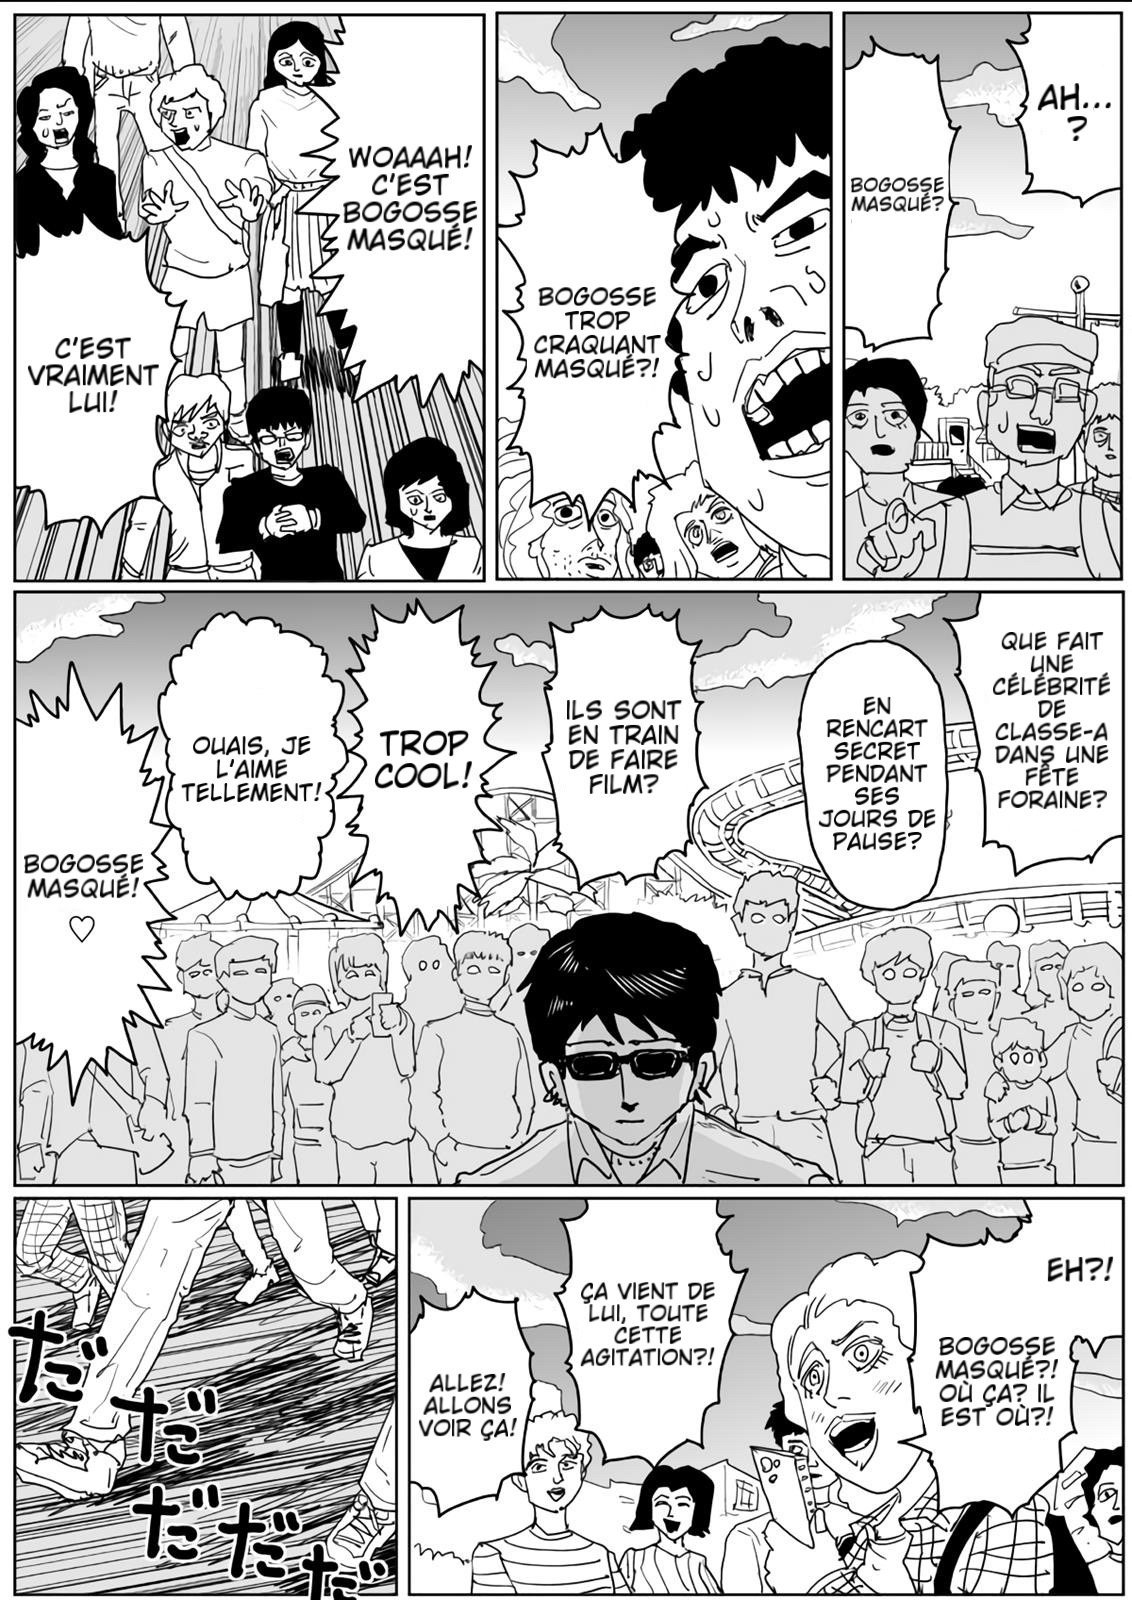 AH...
?
BOGOSSE
MASQUÉ?
BOGOSSE
TROP
CRAQUANT
MASQUÉ?!
WOAAAH!
C'EST
BOGOSSE
MASQUÉ!
C'EST
VRAIMENT
LUI!
QUE FAIT
UNE
CÉLÉBRITÉ
DE
CLASSE-A
DANS UNE
FÊTE
FORAINE?
EN
RENCART
SECRET
PENDANT
SES
JOURS DE
PAUSE?
ILS SONT
EN TRAIN
DE FAIRE
FILM?
TROP
COOL!
OUAIS, JE
L'AIME
TELLEMENT!
BOGOSSE
MASQUÉ!
♡
EH?!
BOGOSSE
MASQUÉ?!
OÙ ÇA? IL
EST OÙ?!
ÇA VIENT DE
LUI, TOUTE
CETTE
AGITATION?!
ALLEZ!
ALLONS
VOIR ÇA!
だ
だ
だだだ